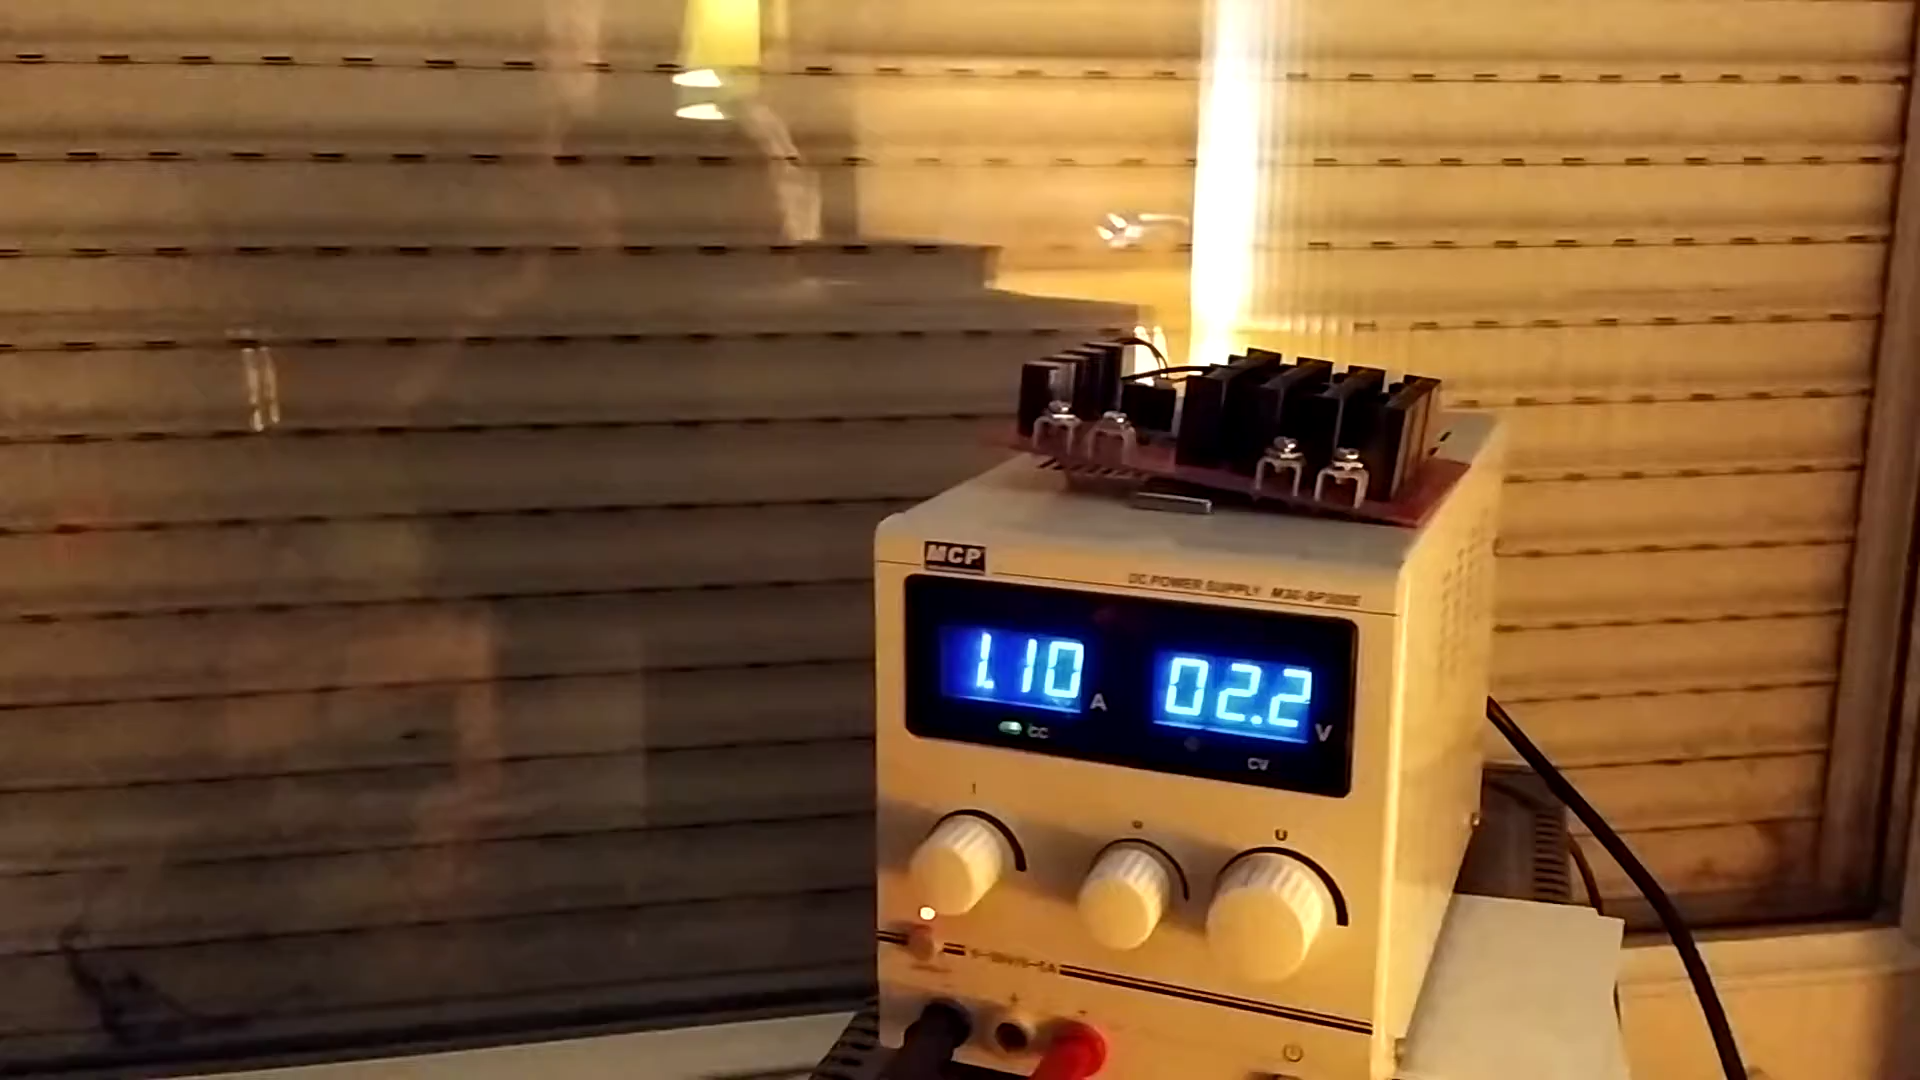 MCP
DC POWER SUPPLY
1.10 A
02.2 V
CC
CV
I
U